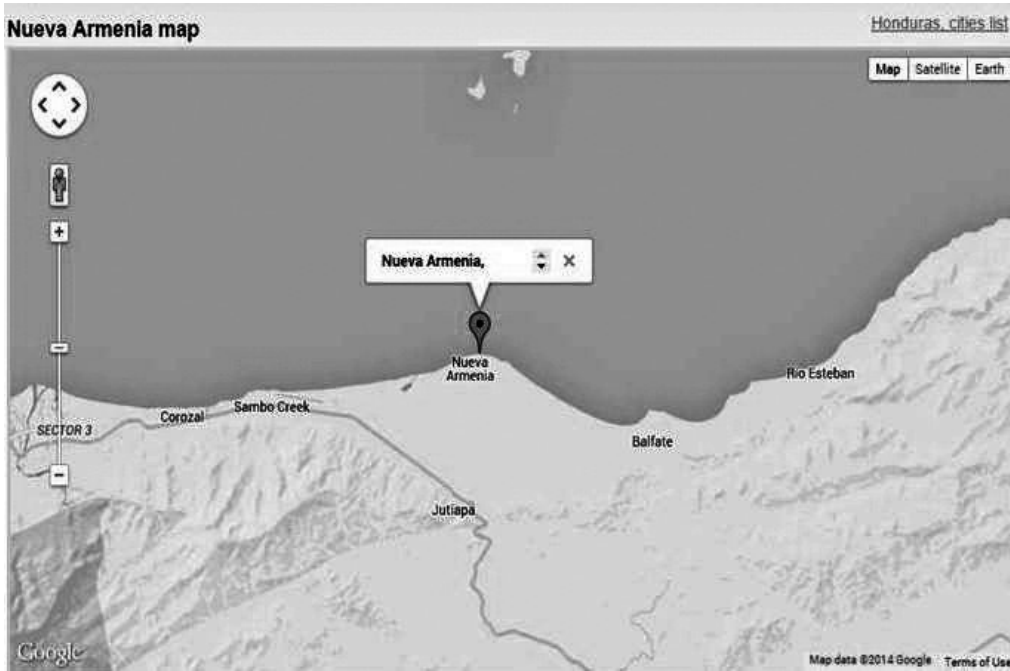 Nueva Armenia map
Honduras, cities list
Map Satellite Earth
+
Nueva Armenia,
Nueva
Armenia
Rio Esteban
Corozal
Sambo Creek
SECTOR 3
Balfate
Jutiapa
Google
Map data ©2014 Google
Terms of Use